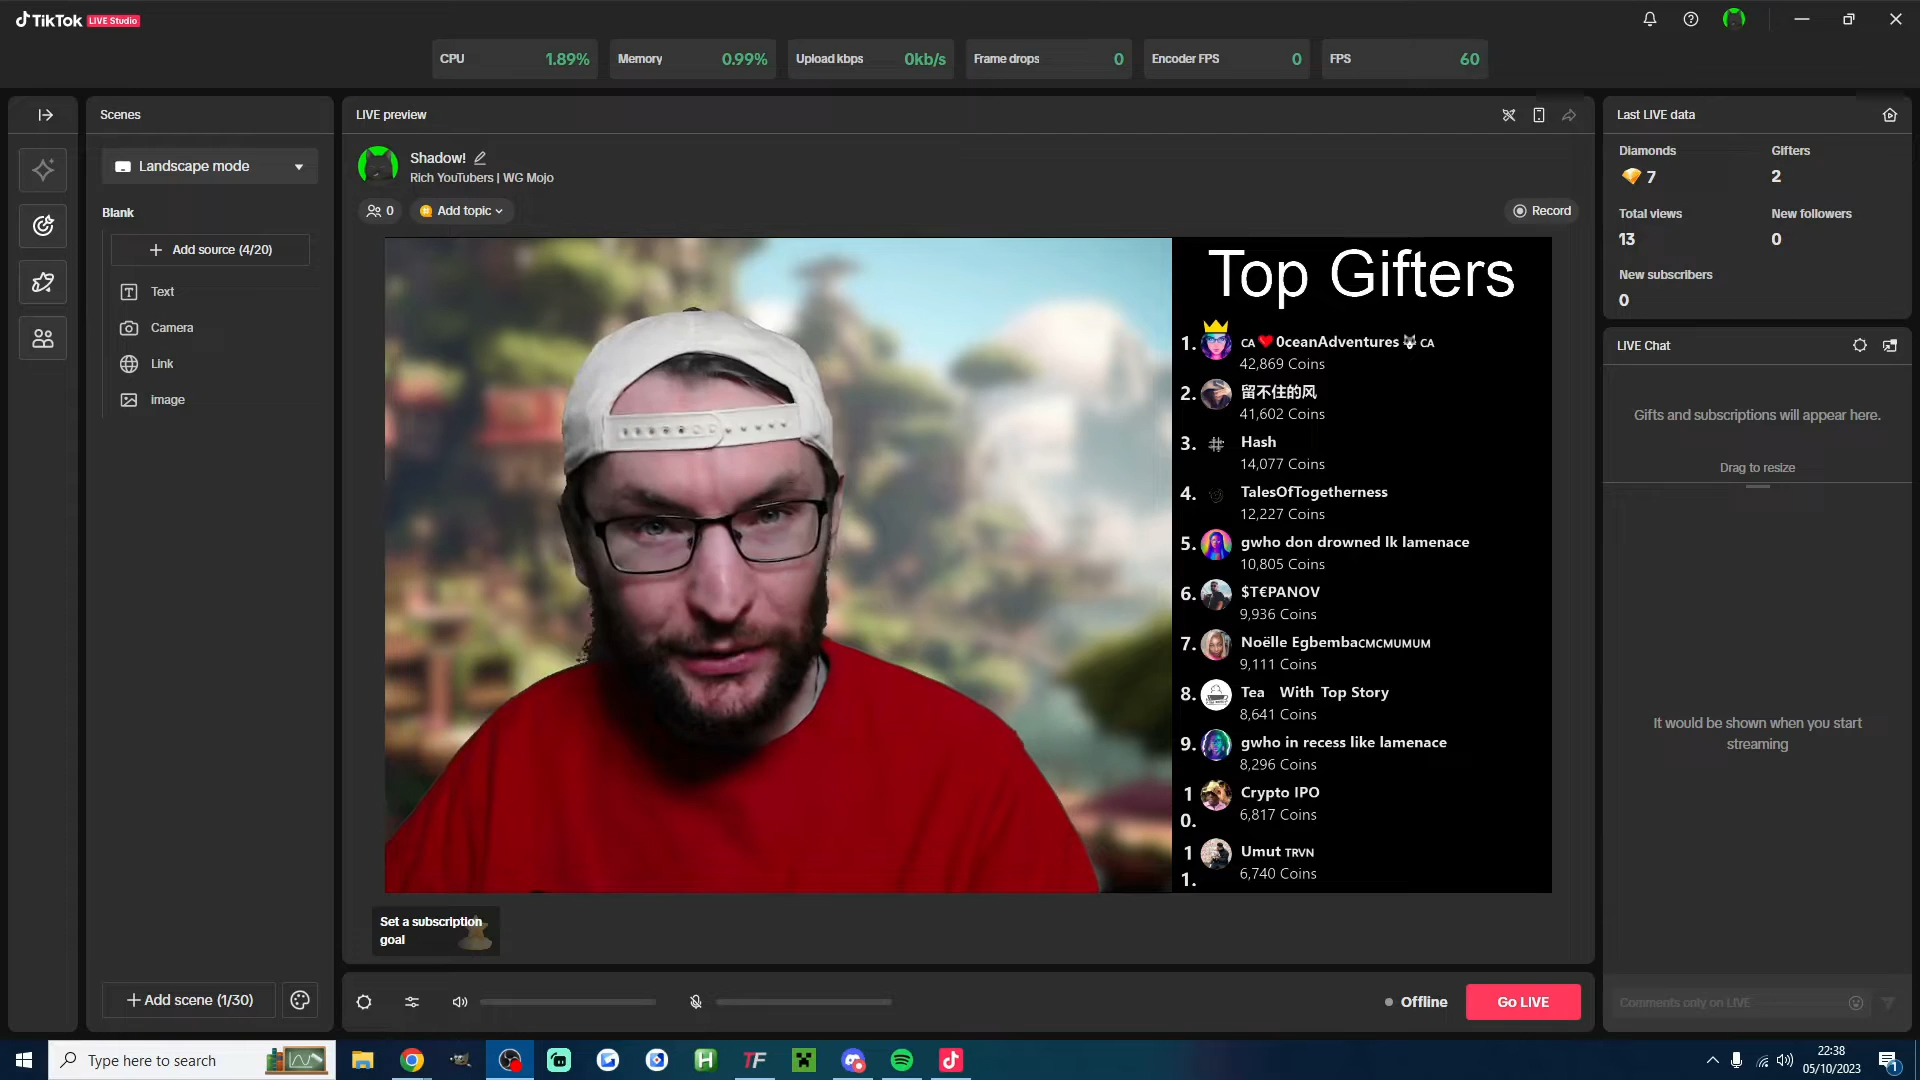 TikTok LIVE Studio
CPU 1.89%
Memory 0.99%
Upload kbps 0kb/s
Frame drops 0
Encoder FPS 0
FPS 60
Scenes
Landscape mode
Blank
Add source (4/20)
Text
Camera
Link
image
Add scene (1/30)
LIVE preview
Shadow!
Rich YouTubers | WG Mojo
0
Add topic
Record
Top Gifters
1. CA ❤️0ceanAdventures 🐺 CA
42,869 Coins
2. 留不住的风
41,602 Coins
3. Hash
14,077 Coins
4. TalesOfTogetherness
12,227 Coins
5. gwho don drowned lk lamenace
10,805 Coins
6. $T€PANOV
9,936 Coins
7. Noëlle EgbembaCMCMUMUM
9,111 Coins
8. Tea With Top Story
8,641 Coins
9. gwho in recess like lamenace
8,296 Coins
10. Crypto IPO
6,817 Coins
11. Umut TRVN
6,740 Coins
Set a subscription
goal
Offline
Go LIVE
Last LIVE data
Diamonds
7
Gifters
2
Total views
13
New followers
0
New subscribers
0
LIVE Chat
Gifts and subscriptions will appear here.
Drag to resize
It would be shown when you start
streaming
Comments only on LIVE
Type here to search
H
TF
22:38
05/10/2023
1